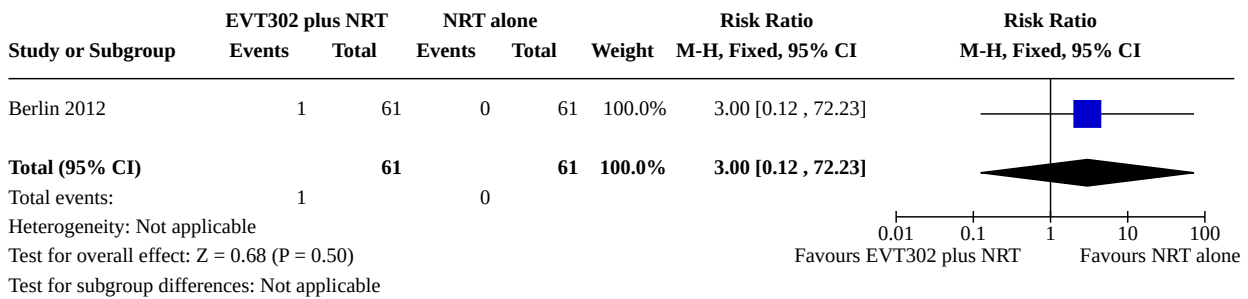 EVT302 plus NRT NRT alone Risk Ratio Risk Ratio
Study or Subgroup Events Total Events Total Weight M-H, Fixed, 95% CI M-H, Fixed, 95% CI
Berlin 2012 1 61 0 61 100.0% 3.00 [0.12 , 72.23]
Total (95% CI) 61 61 100.0% 3.00 [0.12 , 72.23]
Total events: 1 0
Heterogeneity: Not applicable
0.01 0.1 1 10 100
Test for overall effect: Z = 0.68 (P = 0.50) Favours EVT302 plus NRT Favours NRT alone
Test for subgroup differences: Not applicable